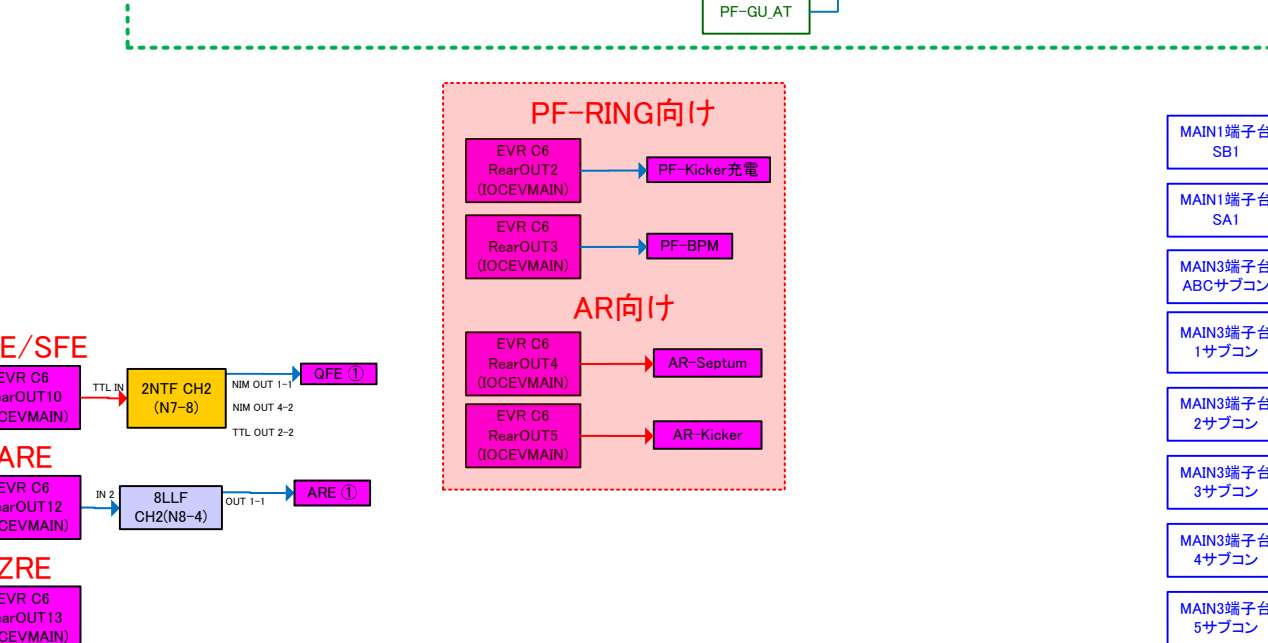 PF-GU_AT
PF-RING向け
EVR C6
RearOUT2
(IOCEVMAIN)
PF-Kicker充電
EVR C6
RearOUT3
(IOCEVMAIN)
PF-BPM
AR向け
EVR C6
RearOUT4
(IOCEVMAIN)
AR-Septum
EVR C6
RearOUT5
(IOCEVMAIN)
AR-Kicker
E/SFE
EVR C6
earOUT10
OCEVMAIN)
TTL IN
2NTF CH2
(N7-8)
NIM OUT 1-1
NIM OUT 4-2
TTL OUT 2-2
QFE ①
ARE
EVR C6
earOUT12
OCEVMAIN)
IN 2
8LLF
CH2(N8-4)
OUT 1-1
ARE ①
ZRE
EVR C6
earOUT13
OCEVMAIN)
MAIN1端子台
SB1
MAIN1端子台
SA1
MAIN3端子台
ABCサブコン
MAIN3端子台
1サブコン
MAIN3端子台
2サブコン
MAIN3端子台
3サブコン
MAIN3端子台
4サブコン
MAIN3端子台
5サブコン